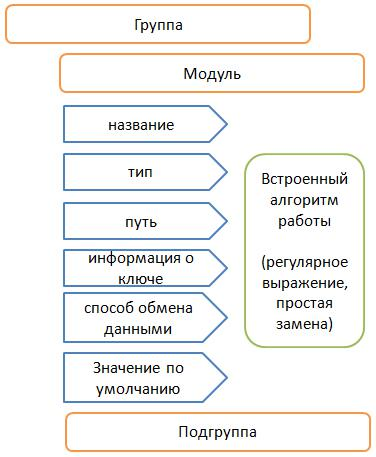 Группа
Модуль
название
тип
путь
информация о
ключе
способ обмена
данными
Значение по
умолчанию
Встроенный
алгоритм
работы
(регулярное
выражение,
простая
замена)
Подгруппа